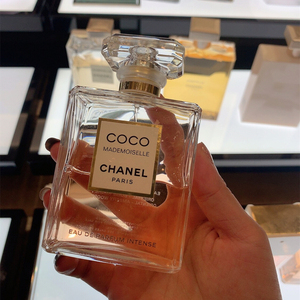 COCO
MADEMOISELLE
CHANEL
PARIS
EAU DE PARFUM INTENSE